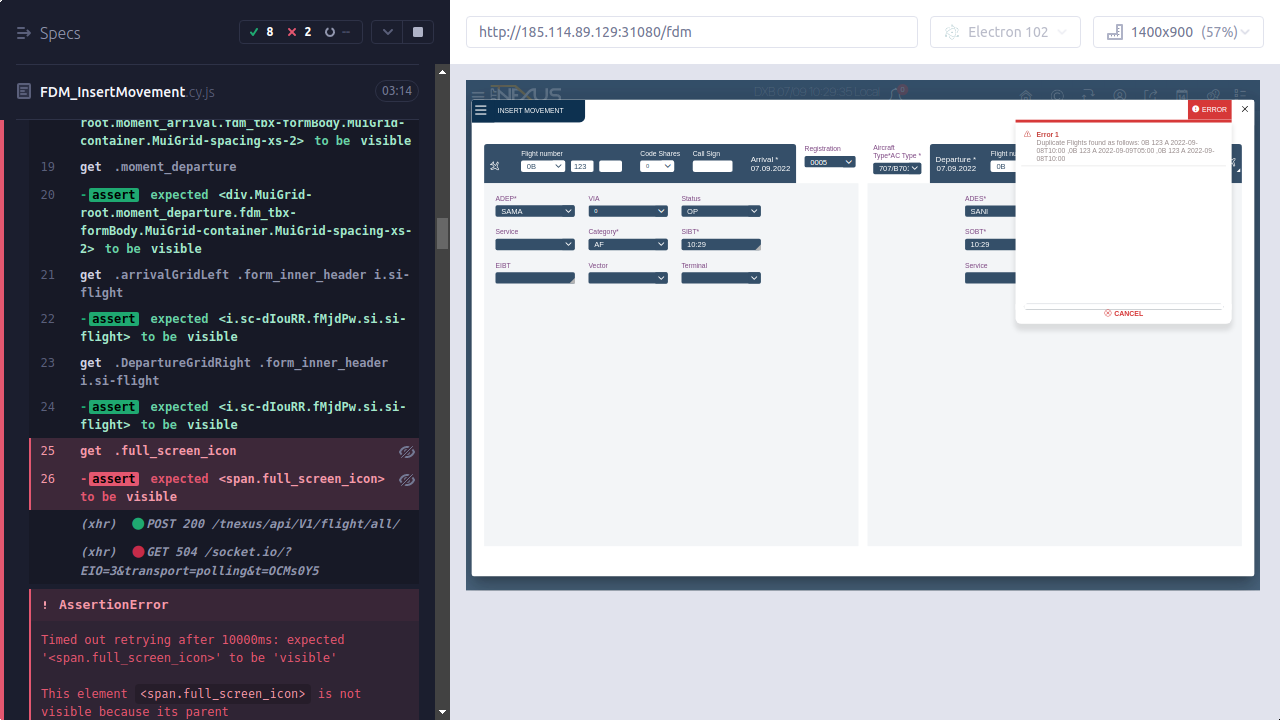 Specs
8
2
--
FDM_InsertMovement.cy.js
03:14
root.moment_arrival.fdm_tbx-formBody.MuiGrid-
container.MuiGrid-spacing-xs-2> to be visible
19 get .moment_departure
20 -assert expected <div.MuiGrid-
root.moment_departure.fdm_tbx-
formBody.MuiGrid-container.MuiGrid-spacing-xs-
2> to be visible
21 get .arrivalGridLeft .form_inner_header i.si-
flight
22 -assert expected <i.sc-dIouRR.fMjdPw.si.si-
flight> to be visible
23 get .DepartureGridRight .form_inner_header
i.si-flight
24 -assert expected <i.sc-dIouRR.fMjdPw.si.si-
flight> to be visible
25 get .full_screen_icon
26 -assert expected <span.full_screen_icon>
to be visible
(xhr) POST 200 /tnexus/api/V1/flight/all/
(xhr) GET 504 /socket.io/?
EIO=3&transport=polling&t=OCMs0Y5
! AssertionError
Timed out retrying after 10000ms: expected
'<span.full_screen_icon>' to be 'visible'
This element <span.full_screen_icon> is not
visible because its parent
http://185.114.89.129:31080/fdm
Electron 102
1400x900 (57%)
NEXUS
DXB 07/09 10:29:35 Local
INSERT MOVEMENT
ERROR
Error 1
Duplicate Flights found as follows: 0B 123 A 2022-09-
08T10:00 ,0B 123 A 2022-09-09T05:00 ,0B 123 A 2022-09-
08T10:00
CANCEL
Flight number
0B
123
Code Shares
0
Call Sign
Arrival *
07.09.2022
Registration
0005
Aircraft
Type*AC Type *
707/B70:
Departure *
07.09.2022
Flight nu
0B
ADEP*
SAMA
VIA
0
Status
OP
Service
Category*
AF
SIBT*
10:29
EIBT
Vector
Terminal
ADES*
SANI
SOBT*
10:29
Service